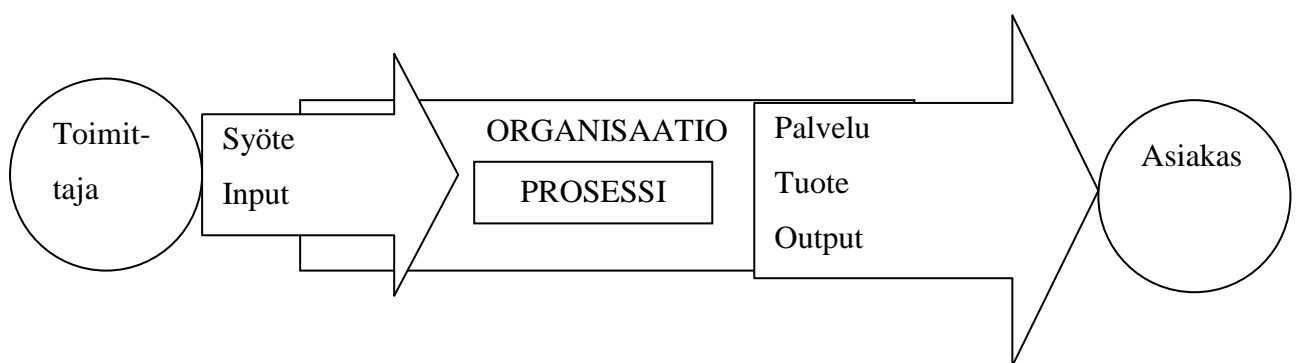 Toimit-
taja
Syöte
Input
ORGANISAATIO
PROSESSI
Palvelu
Tuote
Output
Asiakas